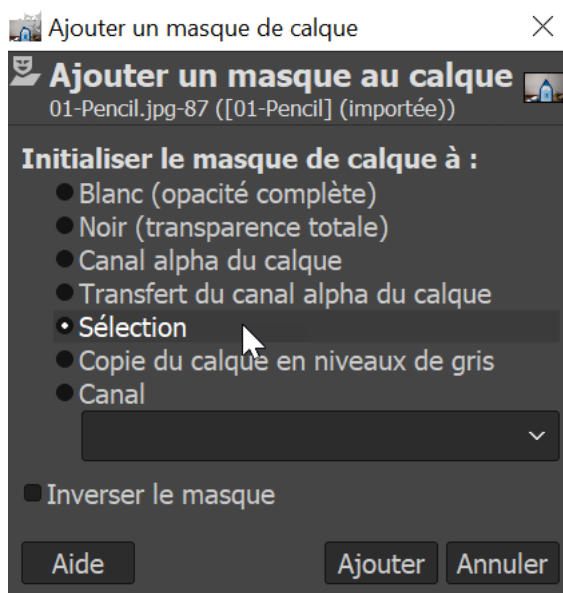 Ajouter un masque de calque
Ajouter un masque au calque
01-Pencil.jpg-87 ([01-Pencil] (importée))
Initialiser le masque de calque à :
Blanc (opacité complète)
Noir (transparence totale)
Canal alpha du calque
Transfert du canal alpha du calque
Sélection
Copie du calque en niveaux de gris
Canal
Inverser le masque
Aide
Ajouter
Annuler